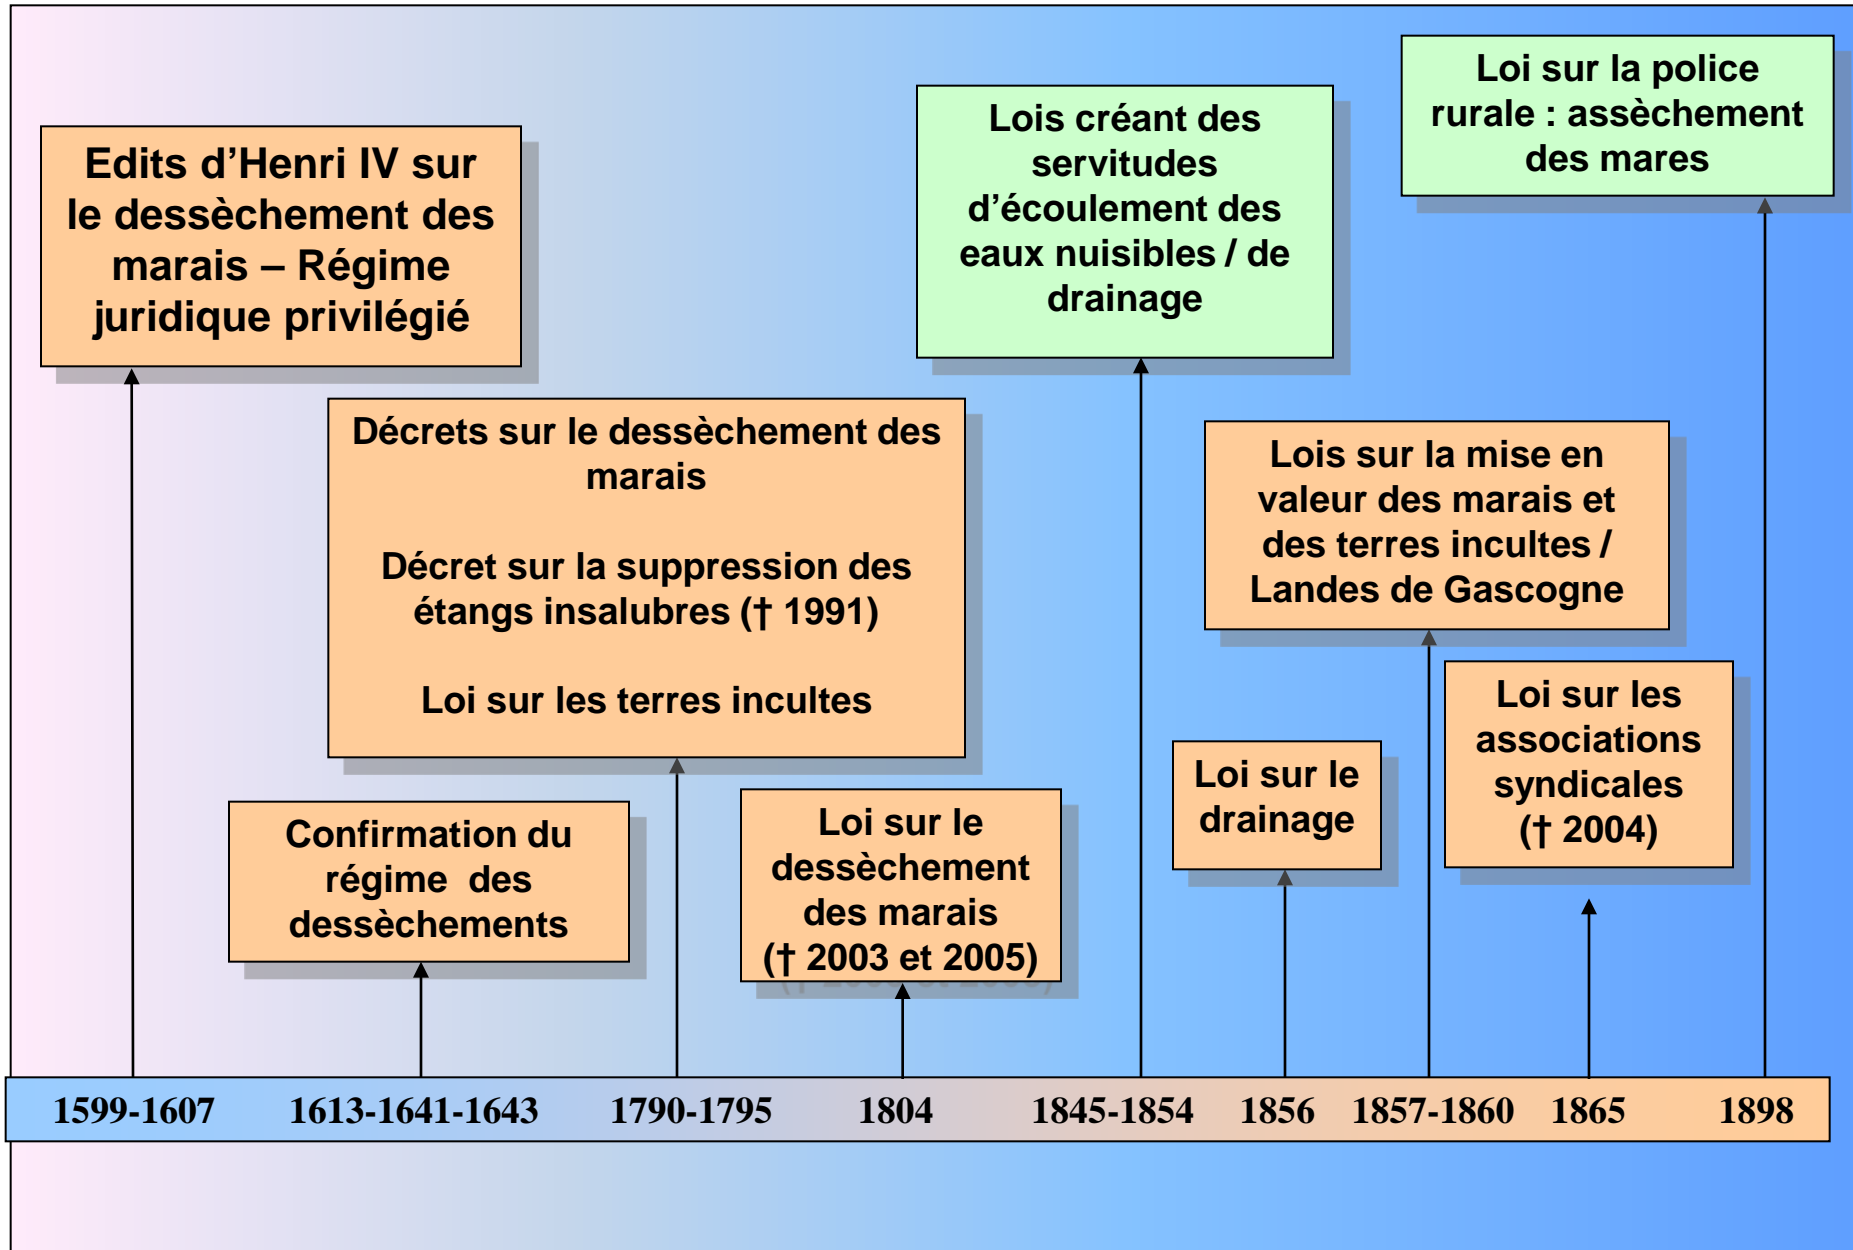 Edits d’Henri IV sur
le dessèchement des
marais – Régime
juridique privilégié
Confirmation du
régime des
dessèchements
Décrets sur le dessèchement des
marais
Décret sur la suppression des
étangs insalubres († 1991)
Loi sur les terres incultes
Loi sur le
dessèchement
des marais
(† 2003 et 2005)
Lois créant des
servitudes
d’écoulement des
eaux nuisibles / de
drainage
Loi sur le
drainage
Lois sur la mise en
valeur des marais et
des terres incultes /
Landes de Gascogne
Loi sur les
associations
syndicales
(† 2004)
Loi sur la police
rurale : assèchement
des mares
1599-1607 1613-1641-1643 1790-1795 1804 1845-1854 1856 1857-1860 1865 1898